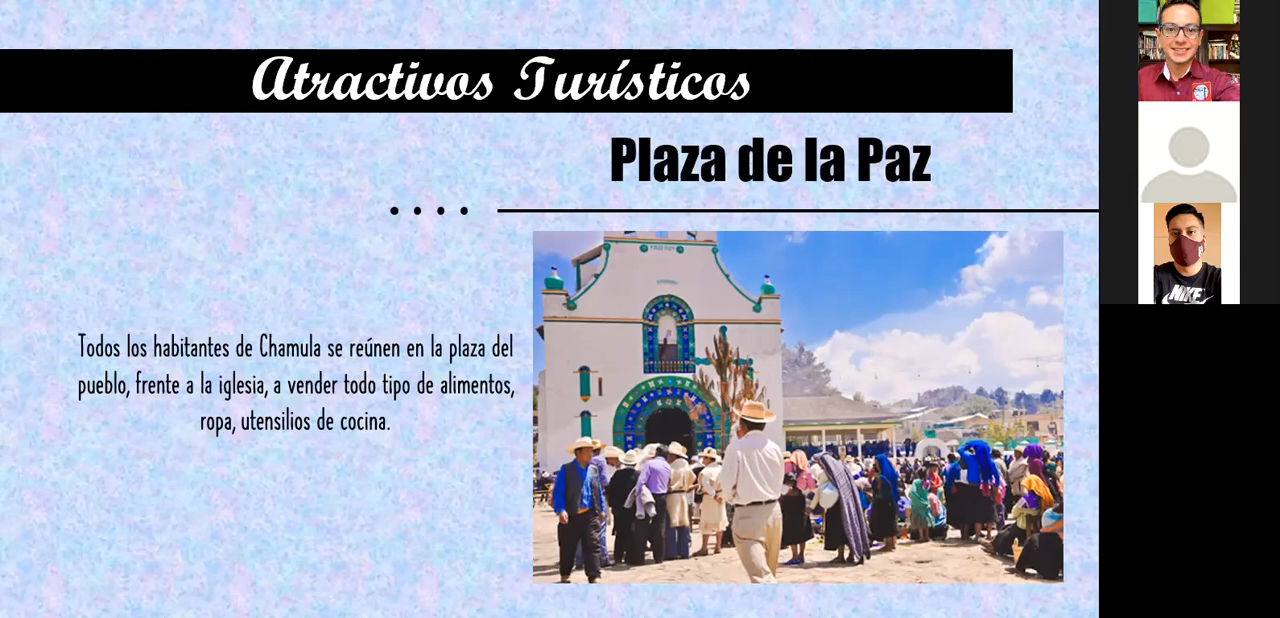 Atractivos Turísticos
Plaza de la Paz
Todos los habitantes de Chamula se reúnen en la plaza del
pueblo, frente a la iglesia, a vender todo tipo de alimentos,
ropa, utensilios de cocina.
NIKE